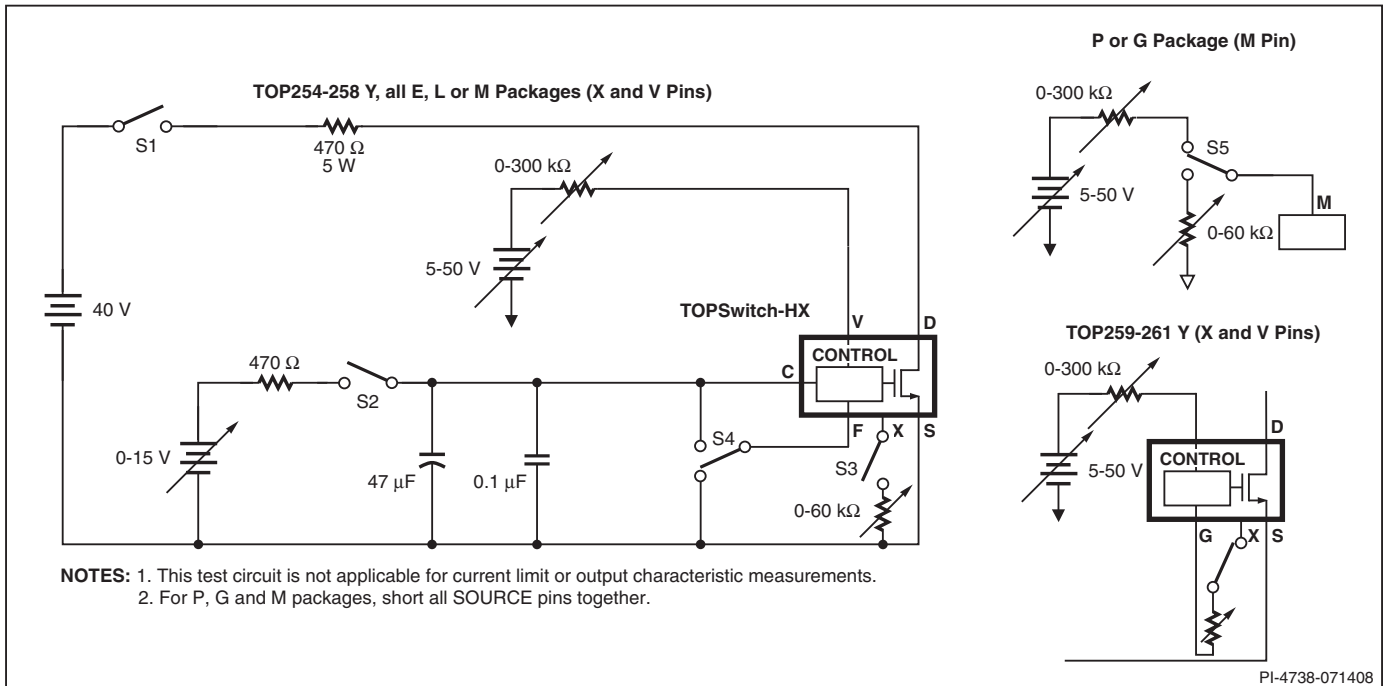 P or G Package (M Pin)
TOP254-258 Y, all E, L or M Packages (X and V Pins)
0-300 kΩ
S1
470 Ω
5 W
0-300 kΩ
S5
5-50 V
M
0-60 kΩ
5-50 V
40 V
TOPSwitch-HX
V
D
TOP259-261 Y (X and V Pins)
CONTROL
C
470 Ω
S2
0-300 kΩ
F
X
S
S4
S3
D
0-15 V
5-50 V
CONTROL
47 µF
0.1 µF
0-60 kΩ
G
X
S
NOTES: 1. This test circuit is not applicable for current limit or output characteristic measurements.
2. For P, G and M packages, short all SOURCE pins together.
PI-4738-071408